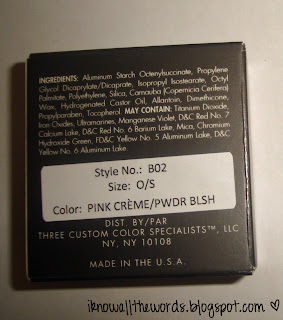 INGREDIENTS: Aluminum Starch Octenylsuccinate, Propylene
Glycol Dicaprylate/Dicaprate, Isopropyl Isostearate, Octyl
Palmitate, Polyethylene, Silica, Carnauba (Copernicia Cerifera)
Wax, Hydrogenated Castor Oil, Allantoin, Dimethicone,
Propylparaben, Tocopherol MAY CONTAIN: Titanium Dioxide,
Iron Oxides, Ultramarines, Manganese Violet, D&C Red No. 7
Calcium Lake, D&C Red No. 6 Barium Lake, Mica, Chromium
Hydroxide Green, FD&C Yellow No. 5 Aluminum Lake, D&C
Yellow No. 6 Aluminum Lake.
Style No.: B02
Size: O/S
Color: PINK CRÈME/PWDR BLSH
DIST. BY/PAR
THREE CUSTOM COLOR SPECIALISTS™, LLC
NY, NY 10108
MADE IN THE U.S.A.
iknowallthewords.blogspot.com ♡